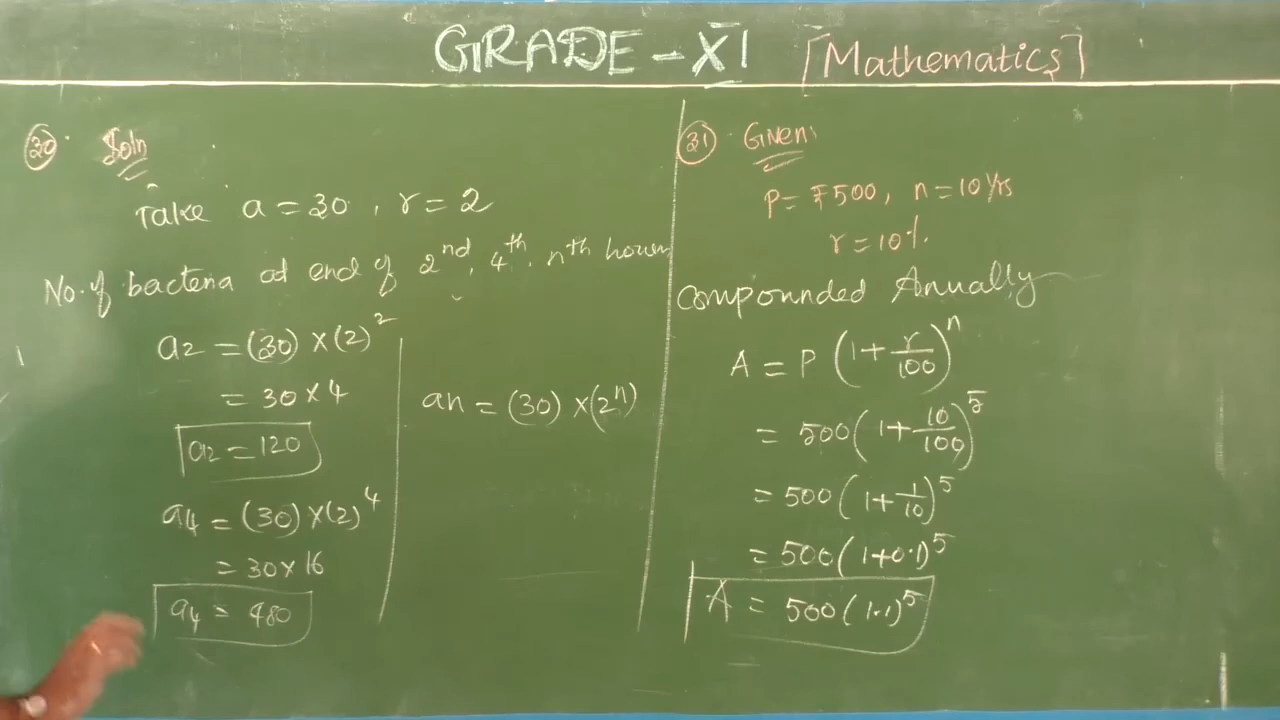 GRADE - XI [Mathematics]
30. Soln
Take a = 30, r = 2
No. of bacteria at end of 2nd, 4th, nth hour
a2 = (30) × (2)^2
= 30 × 4
a2 = 120
a4 = (30) × (2)^4
= 30 × 16
a4 = 480
an = (30) × (2^n)
31. Given:
P = ₹500, n = 10 yrs
r = 10%.
Compounded Anually
A = P (1 + r/100)^n
= 500 (1 + 10/100)^5
= 500 (1 + 1/10)^5
= 500 (1 + 0.1)^5
A = 500 (1.1)^5